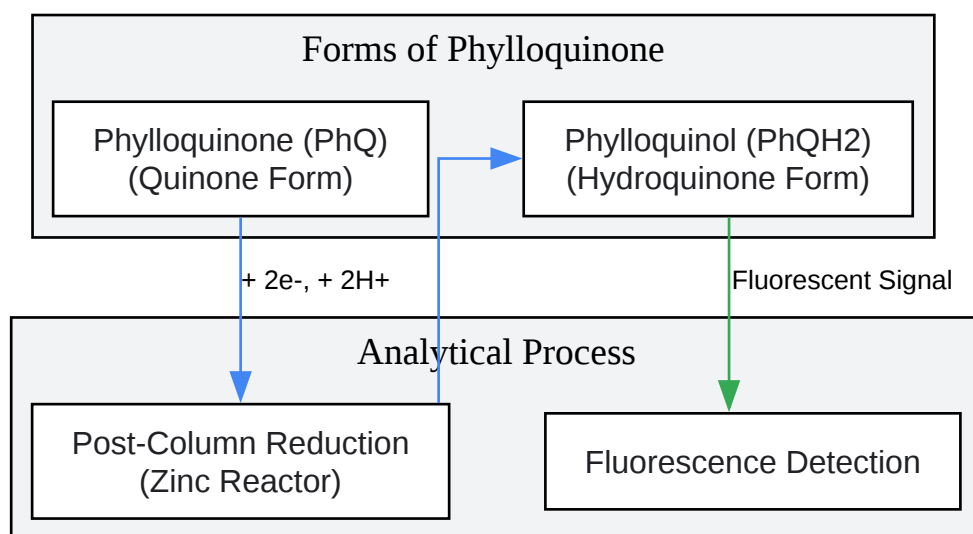 Forms of Phylloquinone
Phylloquinone (PhQ)
(Quinone Form)
Phylloquinol (PhQH2)
(Hydroquinone Form)
+ 2e-, + 2H+
Fluorescent Signal
Analytical Process
Post-Column Reduction
(Zinc Reactor)
Fluorescence Detection